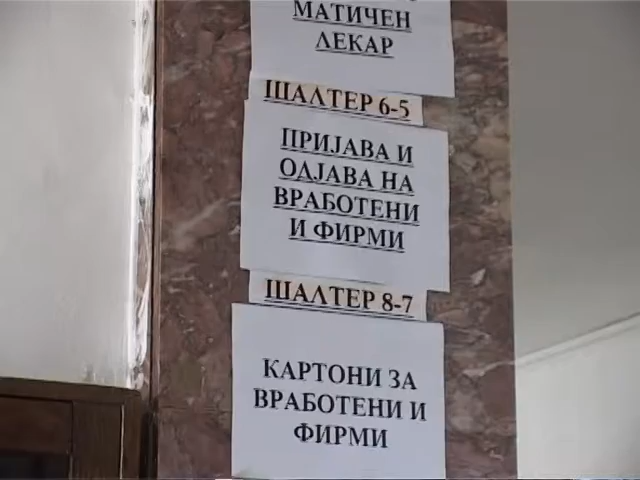 МАТИЧЕН
ЛЕКАР
ШАЛТЕР 6-5
ПРИЈАВА И
ОДЈАВА НА
ВРАБОТЕНИ
И ФИРМИ
ШАЛТЕР 8-7
КАРТОНИ ЗА
ВРАБОТЕНИ И
ФИРМИ